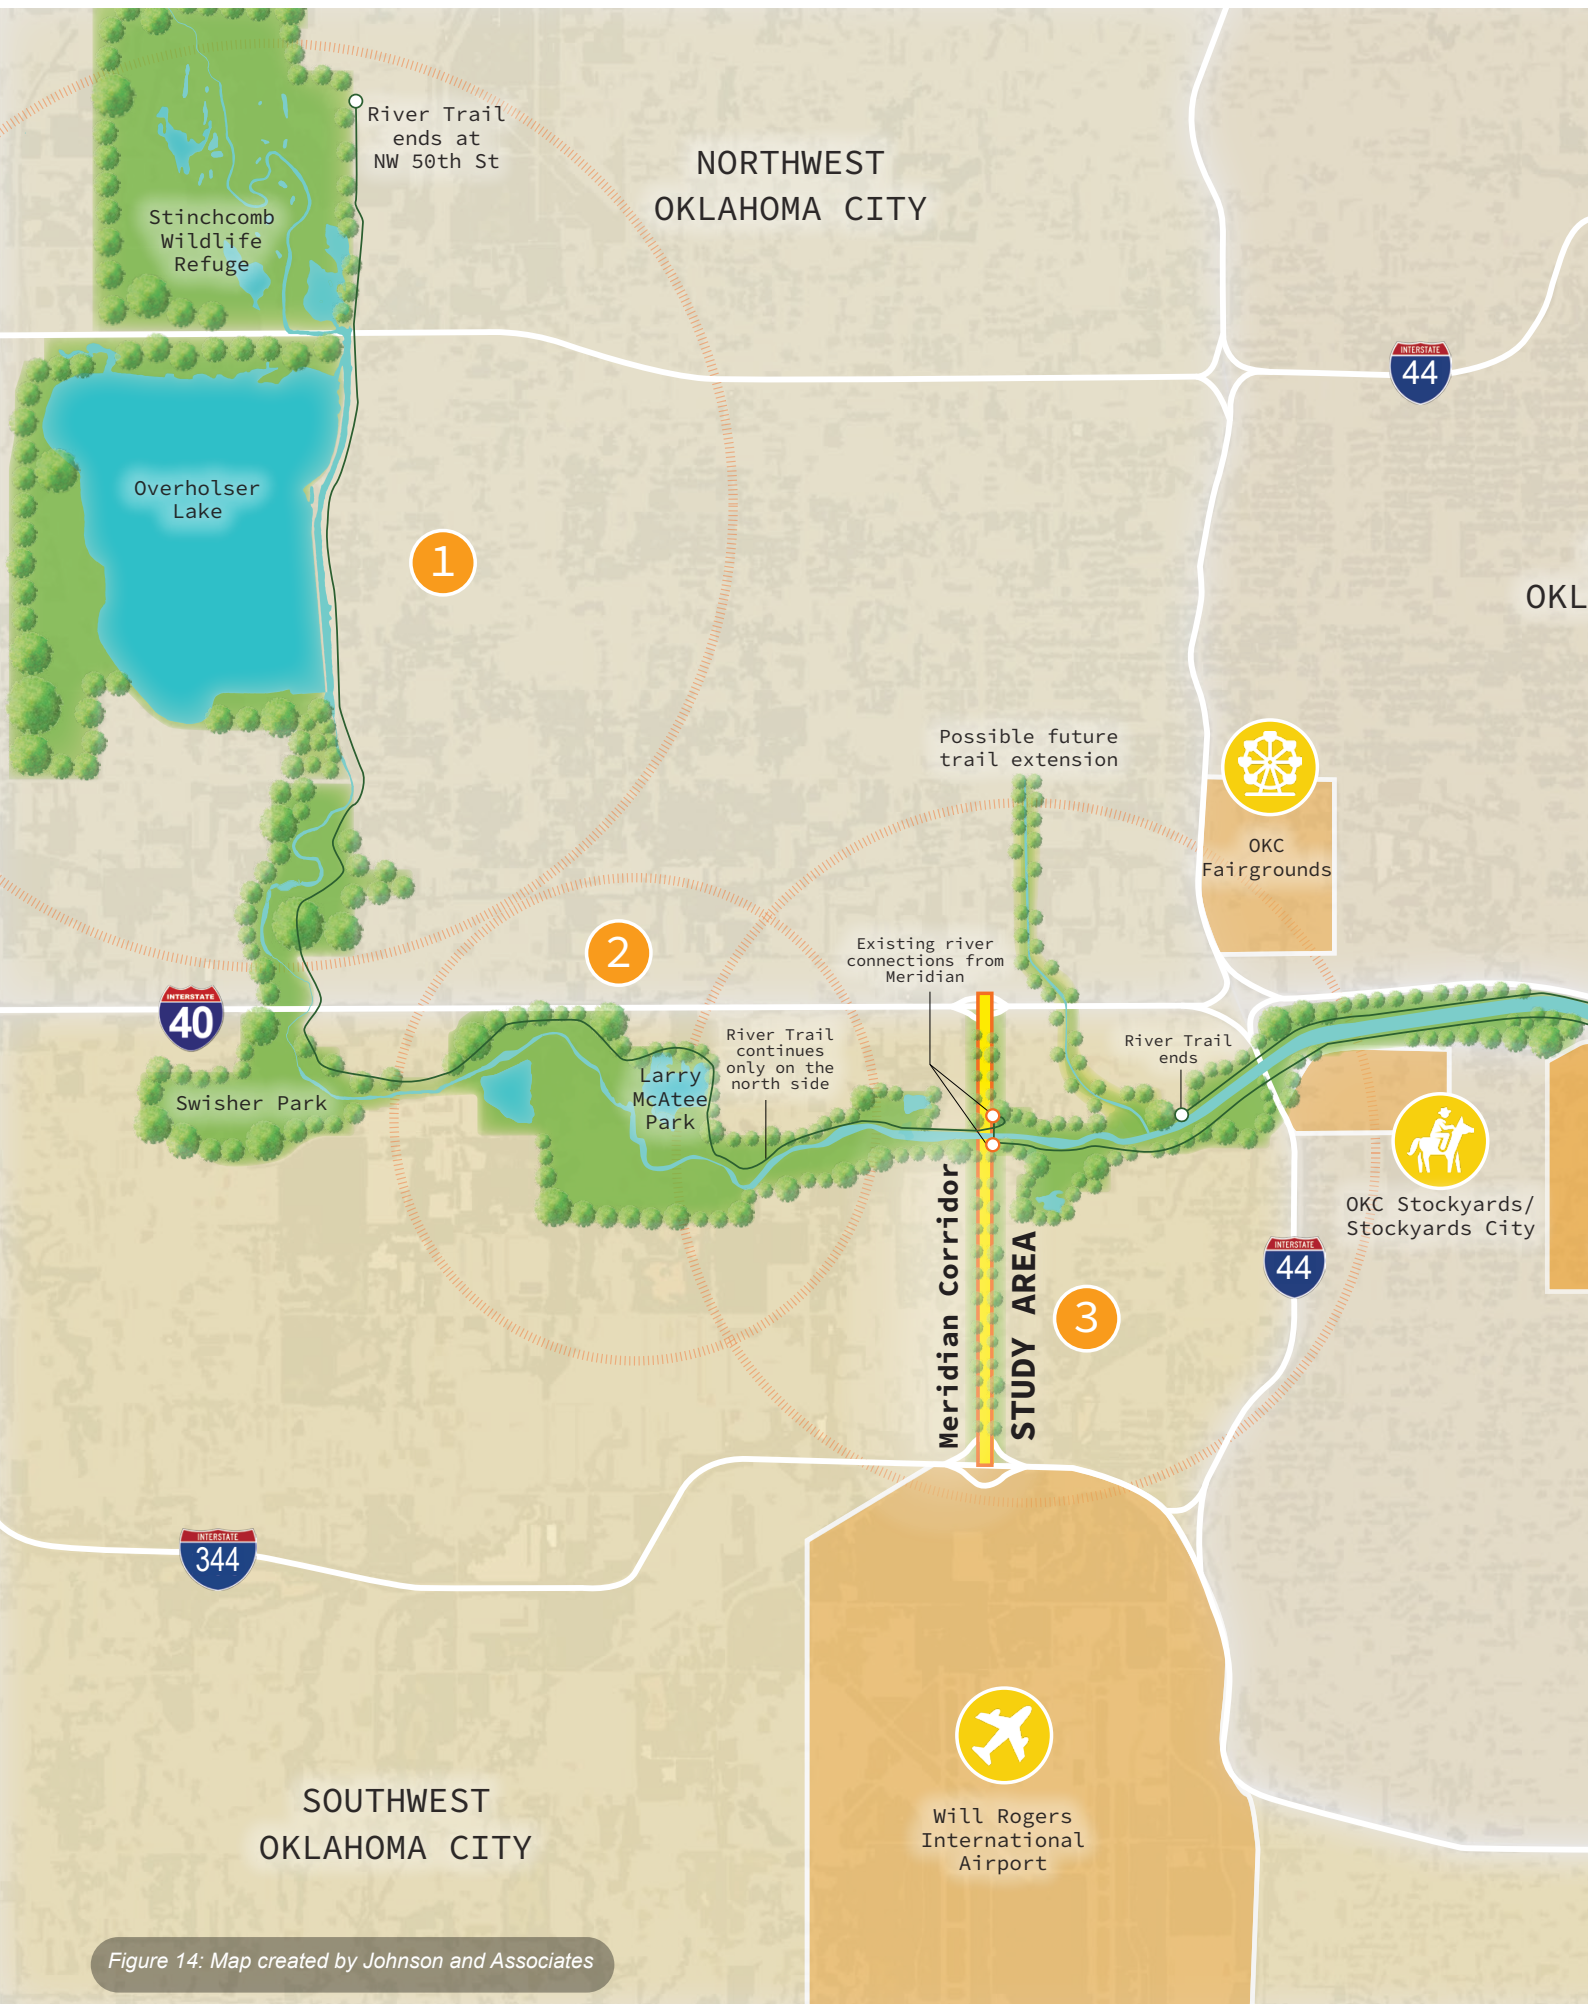 River Trail
ends at
NW 50th St
NORTHWEST
OKLAHOMA CITY
Stinchcomb
Wildlife
Refuge
INTERSTATE
44
Overholser
Lake
1
OKL
Possible future
trail extension
OKC
Fairgrounds
2
Existing river
connections from
Meridian
INTERSTATE
40
River Trail
continues
only on the
north side
River Trail
ends
Larry
McAtee
Park
Swisher Park
Meridian Corridor
STUDY AREA
OKC Stockyards/
Stockyards City
INTERSTATE
44
3
INTERSTATE
344
SOUTHWEST
OKLAHOMA CITY
Will Rogers
International
Airport
Figure 14: Map created by Johnson and Associates